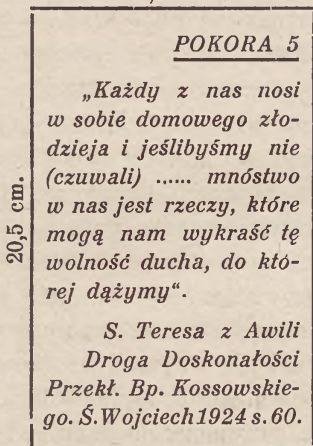 POKORA 5
„Każdy z nas nosi
w sobie domowego zło-
dzieja i jeślibyśmy nie
(czuwali) ...... mnóstwo
w nas jest rzeczy, które
mogą nam wykraść tę
wolność ducha, do któ-
rej dążymy“.
S. Teresa z Awili
Droga Doskonałości
Przekł. Bp. Kossowskie-
go. Ś. Wojciech 1924 s. 60.
20,5 cm.